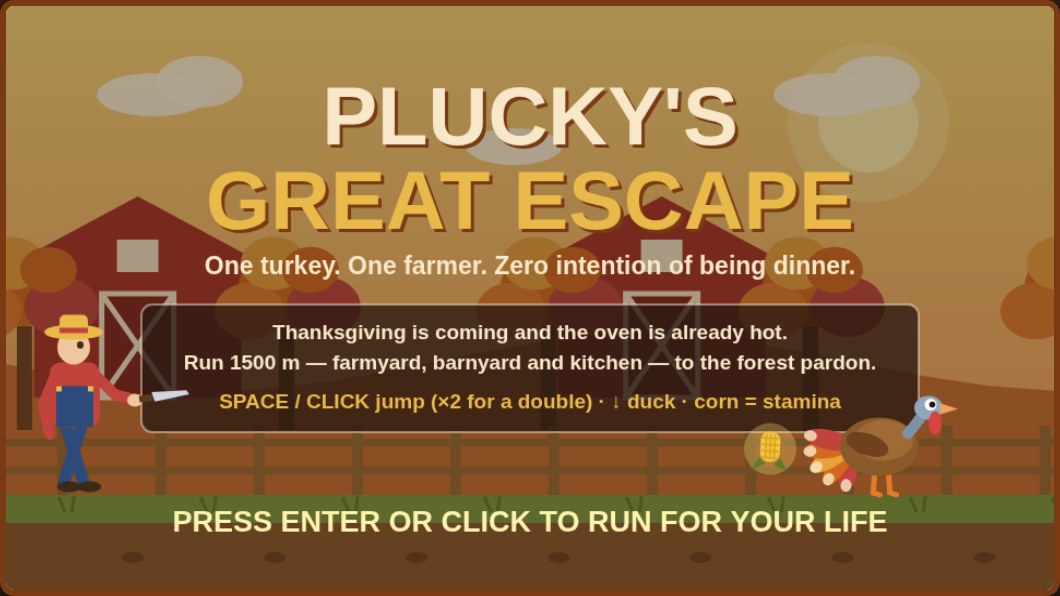 PLUCKY'S
GREAT ESCAPE
One turkey. One farmer. Zero intention of being dinner.
Thanksgiving is coming and the oven is already hot.
Run 1500 m — farmyard, barnyard and kitchen — to the forest pardon.
SPACE / CLICK jump (×2 for a double) · ↓ duck · corn = stamina
PRESS ENTER OR CLICK TO RUN FOR YOUR LIFE